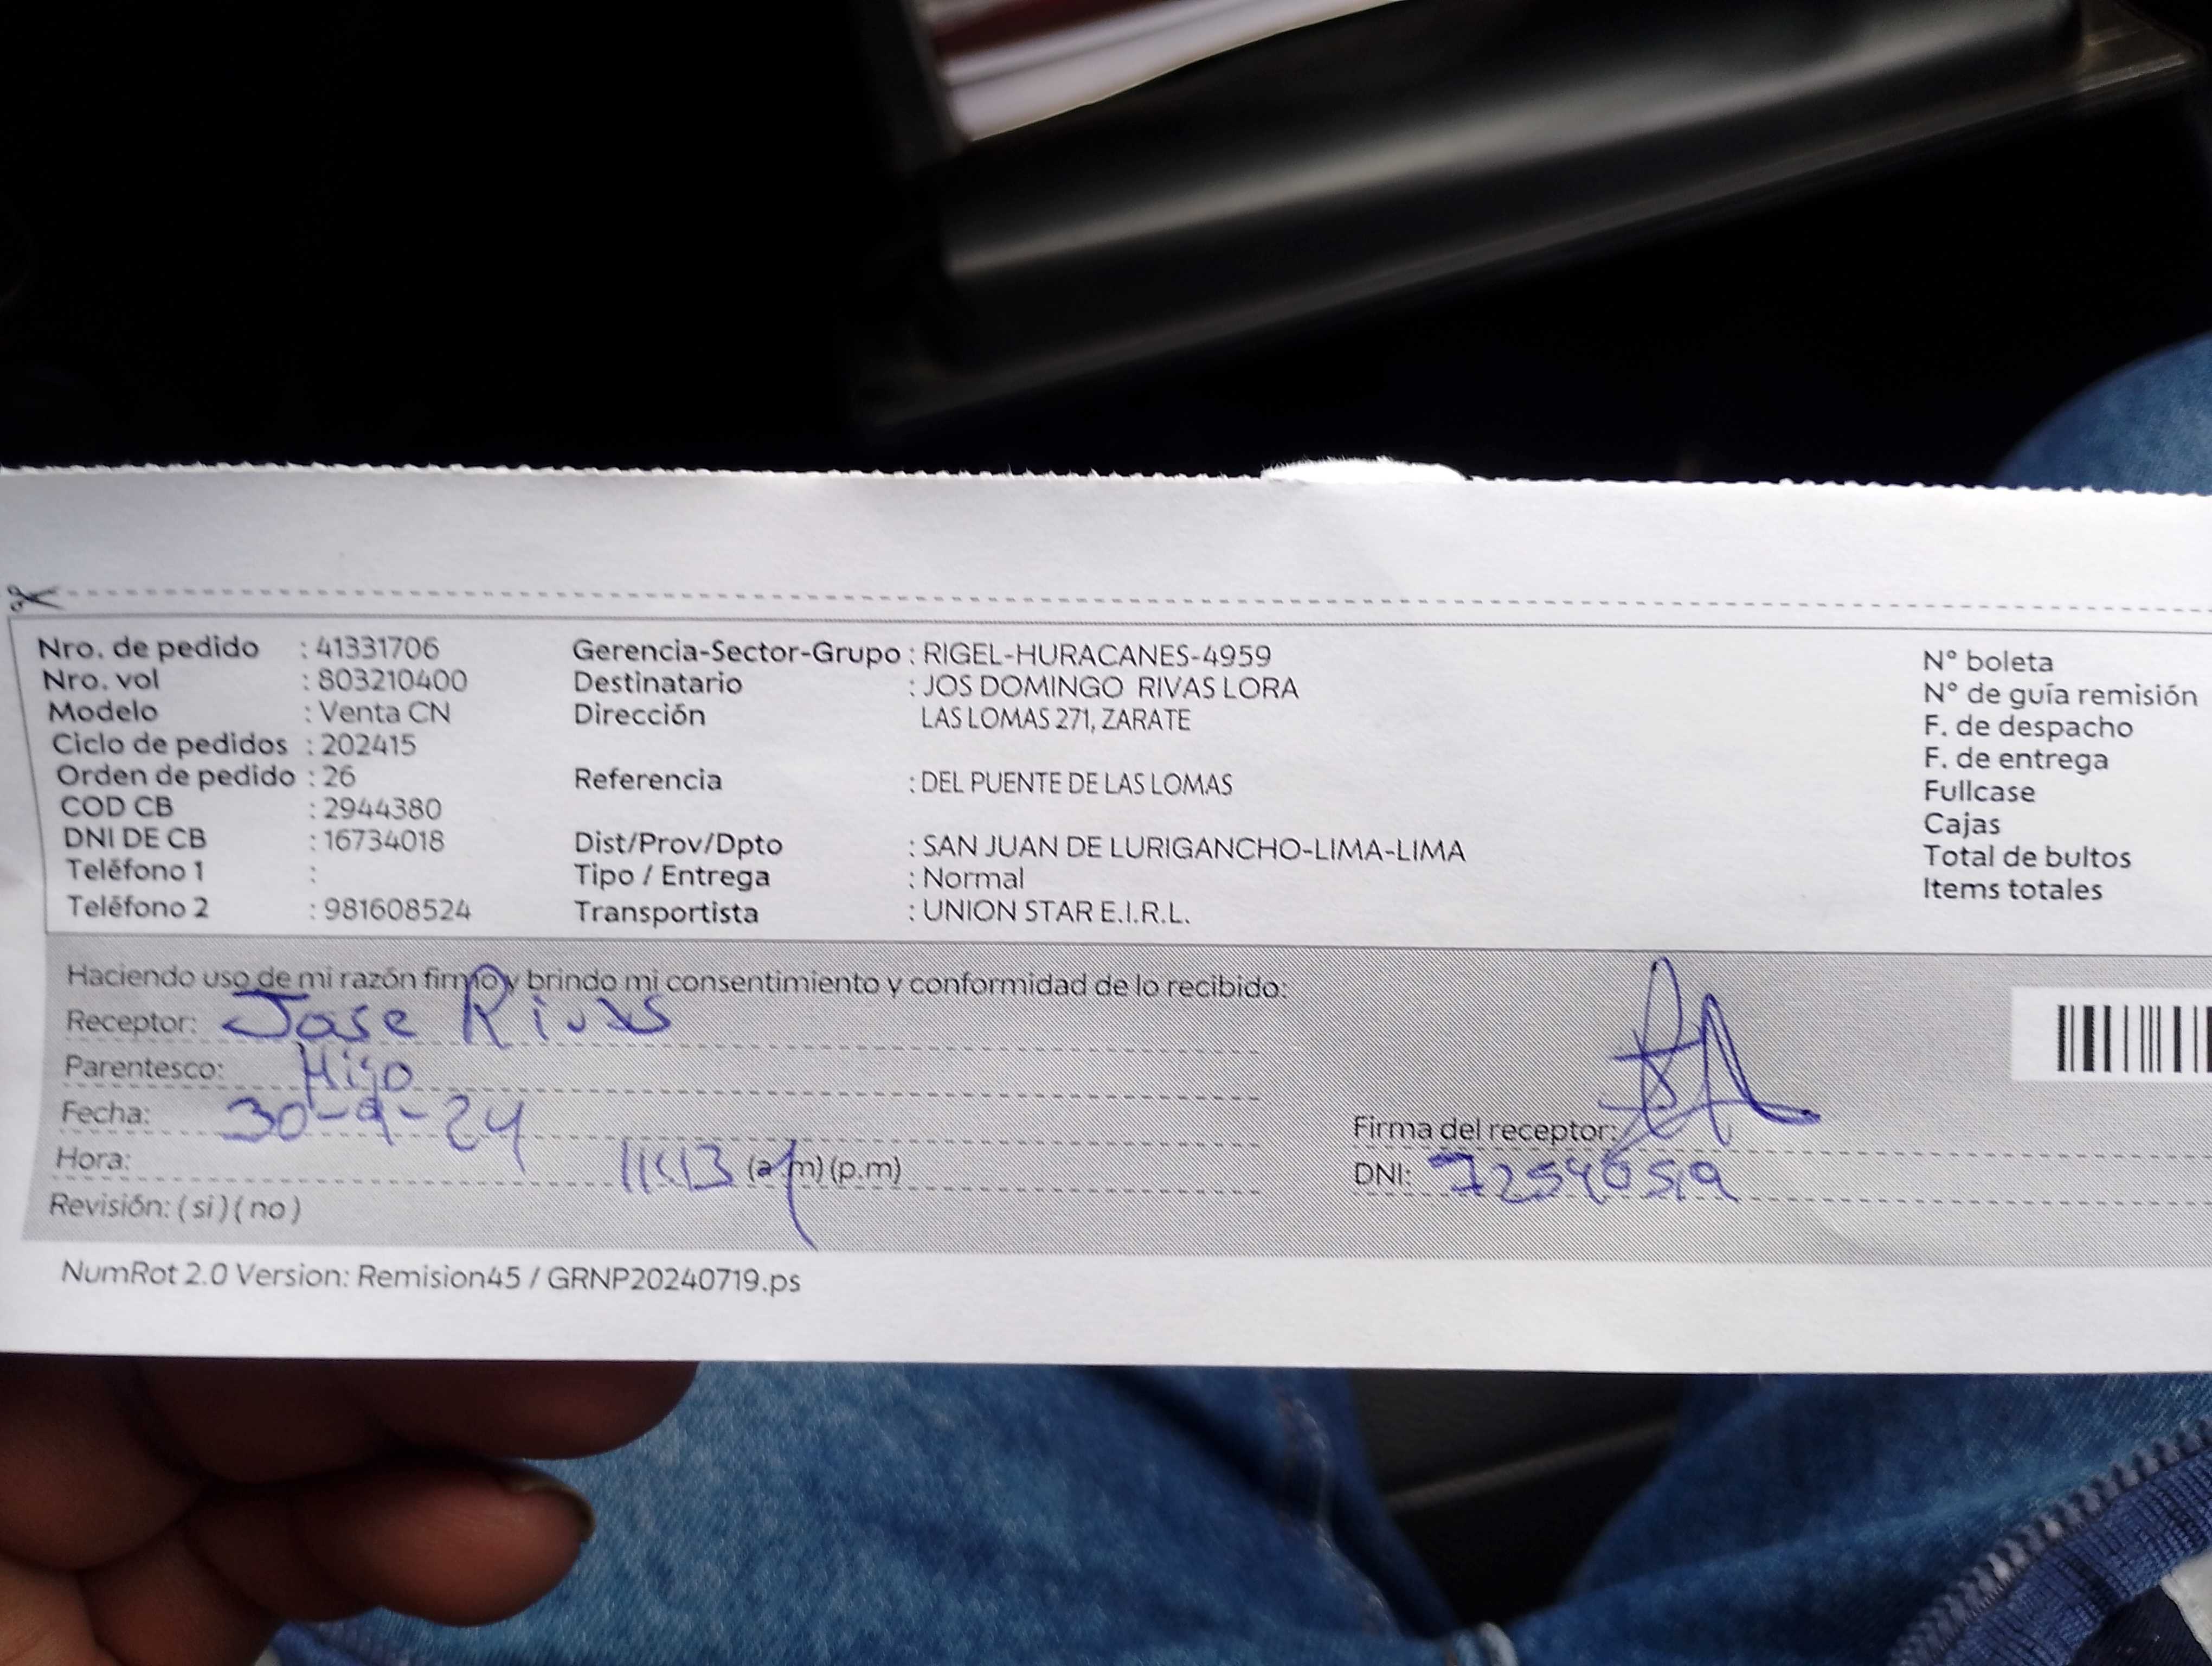 Nro. de pedido : 41331706 Gerencia-Sector-Grupo : RIGEL-HURACANES-4959 N° boleta
Nro. vol : 803210400 Destinatario : JOS DOMINGO RIVAS LORA N° de guía remisión
Modelo : Venta CN Dirección LAS LOMAS 271, ZARATE F. de despacho
Ciclo de pedidos : 202415 F. de entrega
Orden de pedido : 26 Referencia : DEL PUENTE DE LAS LOMAS Fullcase
COD CB : 2944380 Cajas
DNI DE CB : 16734018 Dist/Prov/Dpto : SAN JUAN DE LURIGANCHO-LIMA-LIMA Total de bultos
Teléfono 1 : Tipo / Entrega : Normal Items totales
Teléfono 2 : 981608524 Transportista : UNION STAR E.I.R.L.
Haciendo uso de mi razón firmo y brindo mi consentimiento y conformidad de lo recibido:
Receptor: Jose Rivas
Parentesco: Hijo
Fecha: 30-9-24 Firma del receptor:
Hora: (a.m) (p.m) DNI:
Revisión: ( si ) ( no )
NumRot 2.0 Version: Remision45 / GRNP20240719.ps